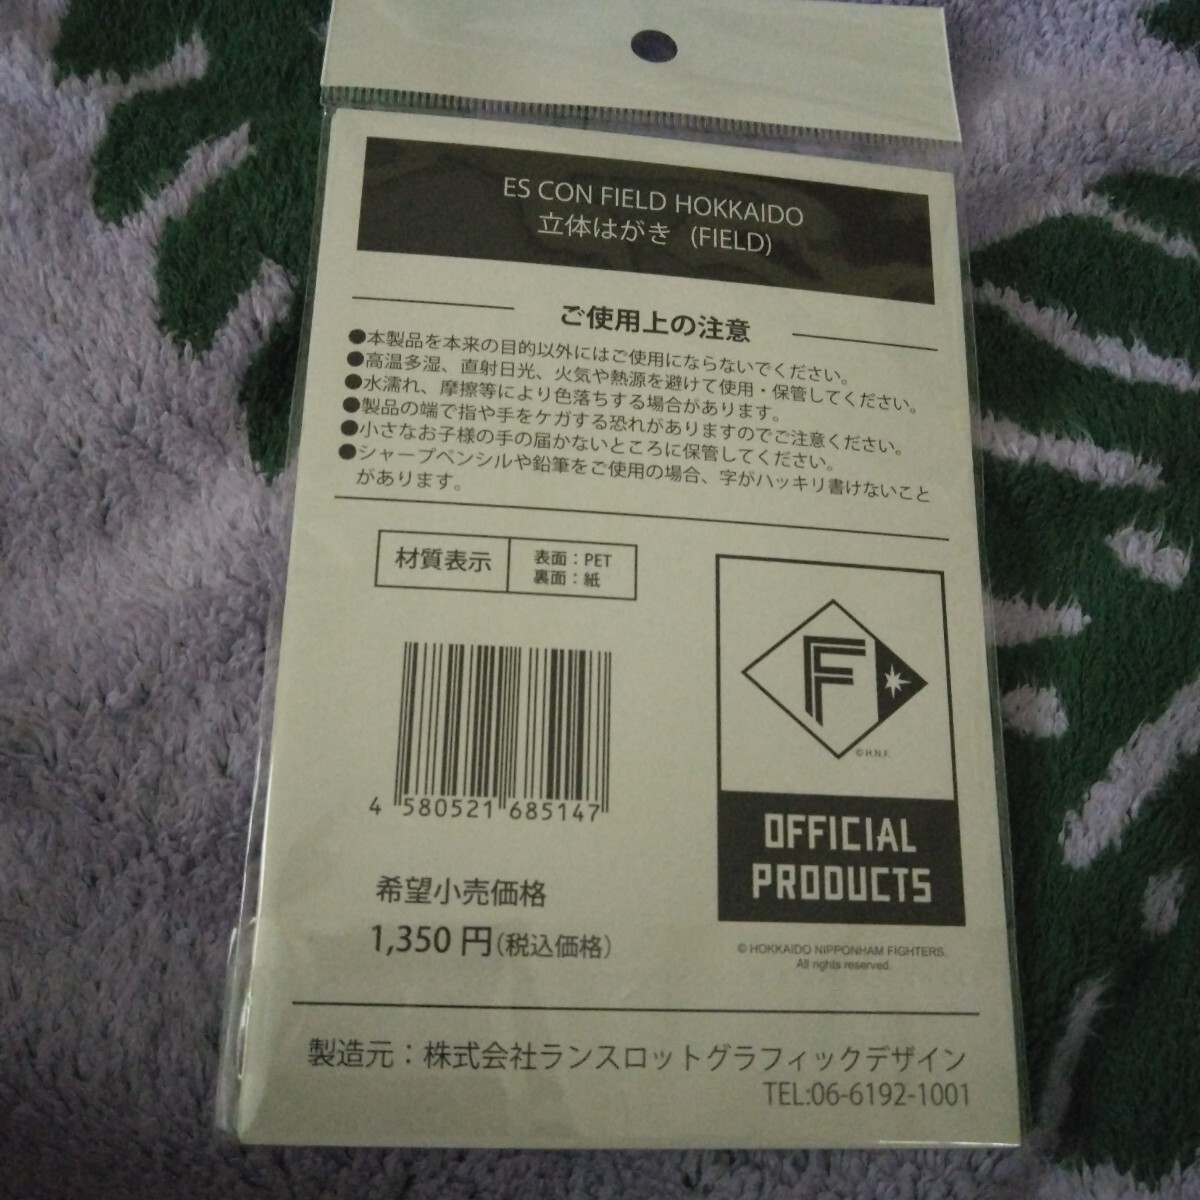 ES CON FIELD HOKKAIDO
立体はがき (FIELD)
ご使用上の注意
●本製品を本来の目的以外にはご使用にならないでください。
●高温多湿、直射日光、火気や熱源を避けて使用・保管してください。
●水濡れ、摩擦等により色落ちする場合があります。
●製品の端で指や手をケガする恐れがありますのでご注意ください。
●小さなお子様の手の届かないところに保管してください。
●シャープペンシルや鉛筆をご使用の場合、字がハッキリ書けないこと
があります。
材質表示
表面：PET
裏面：紙
F
©H.N.F.
OFFICIAL
PRODUCTS
© HOKKAIDO NIPPONHAM FIGHTERS.
All rights reserved.
4 580521 685147
希望小売価格
1,350 円(税込価格)
製造元：株式会社ランスロットグラフィックデザイン
TEL:06-6192-1001